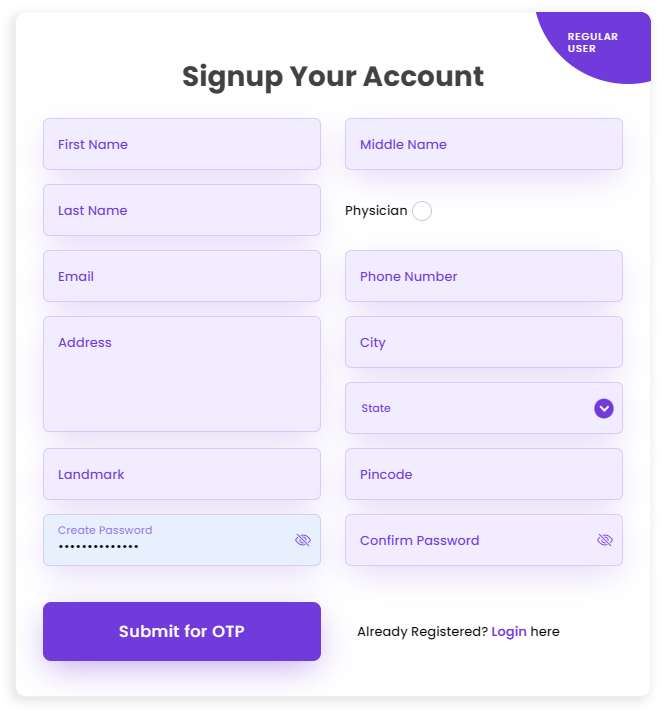 REGULAR
USER
Signup Your Account
First Name
Middle Name
Last Name
Physician
Email
Phone Number
Address
City
State
Landmark
Pincode
Create Password
••••••••••••••
Confirm Password
Submit for OTP
Already Registered? Login here